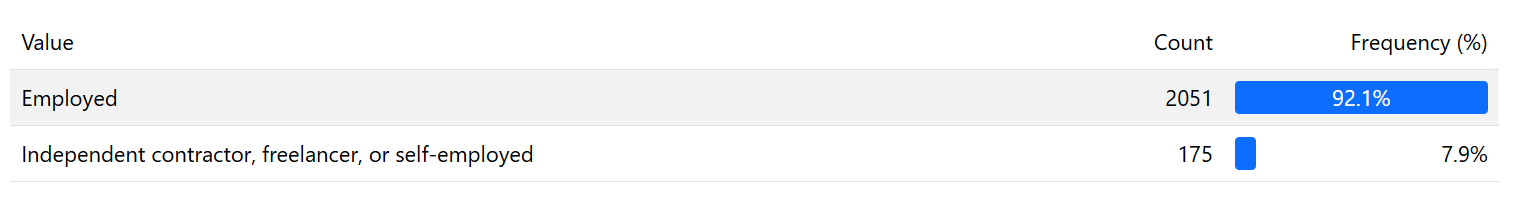 Value Count Frequency (%)
Employed 2051 92.1%
Independent contractor, freelancer, or self-employed 175 7.9%